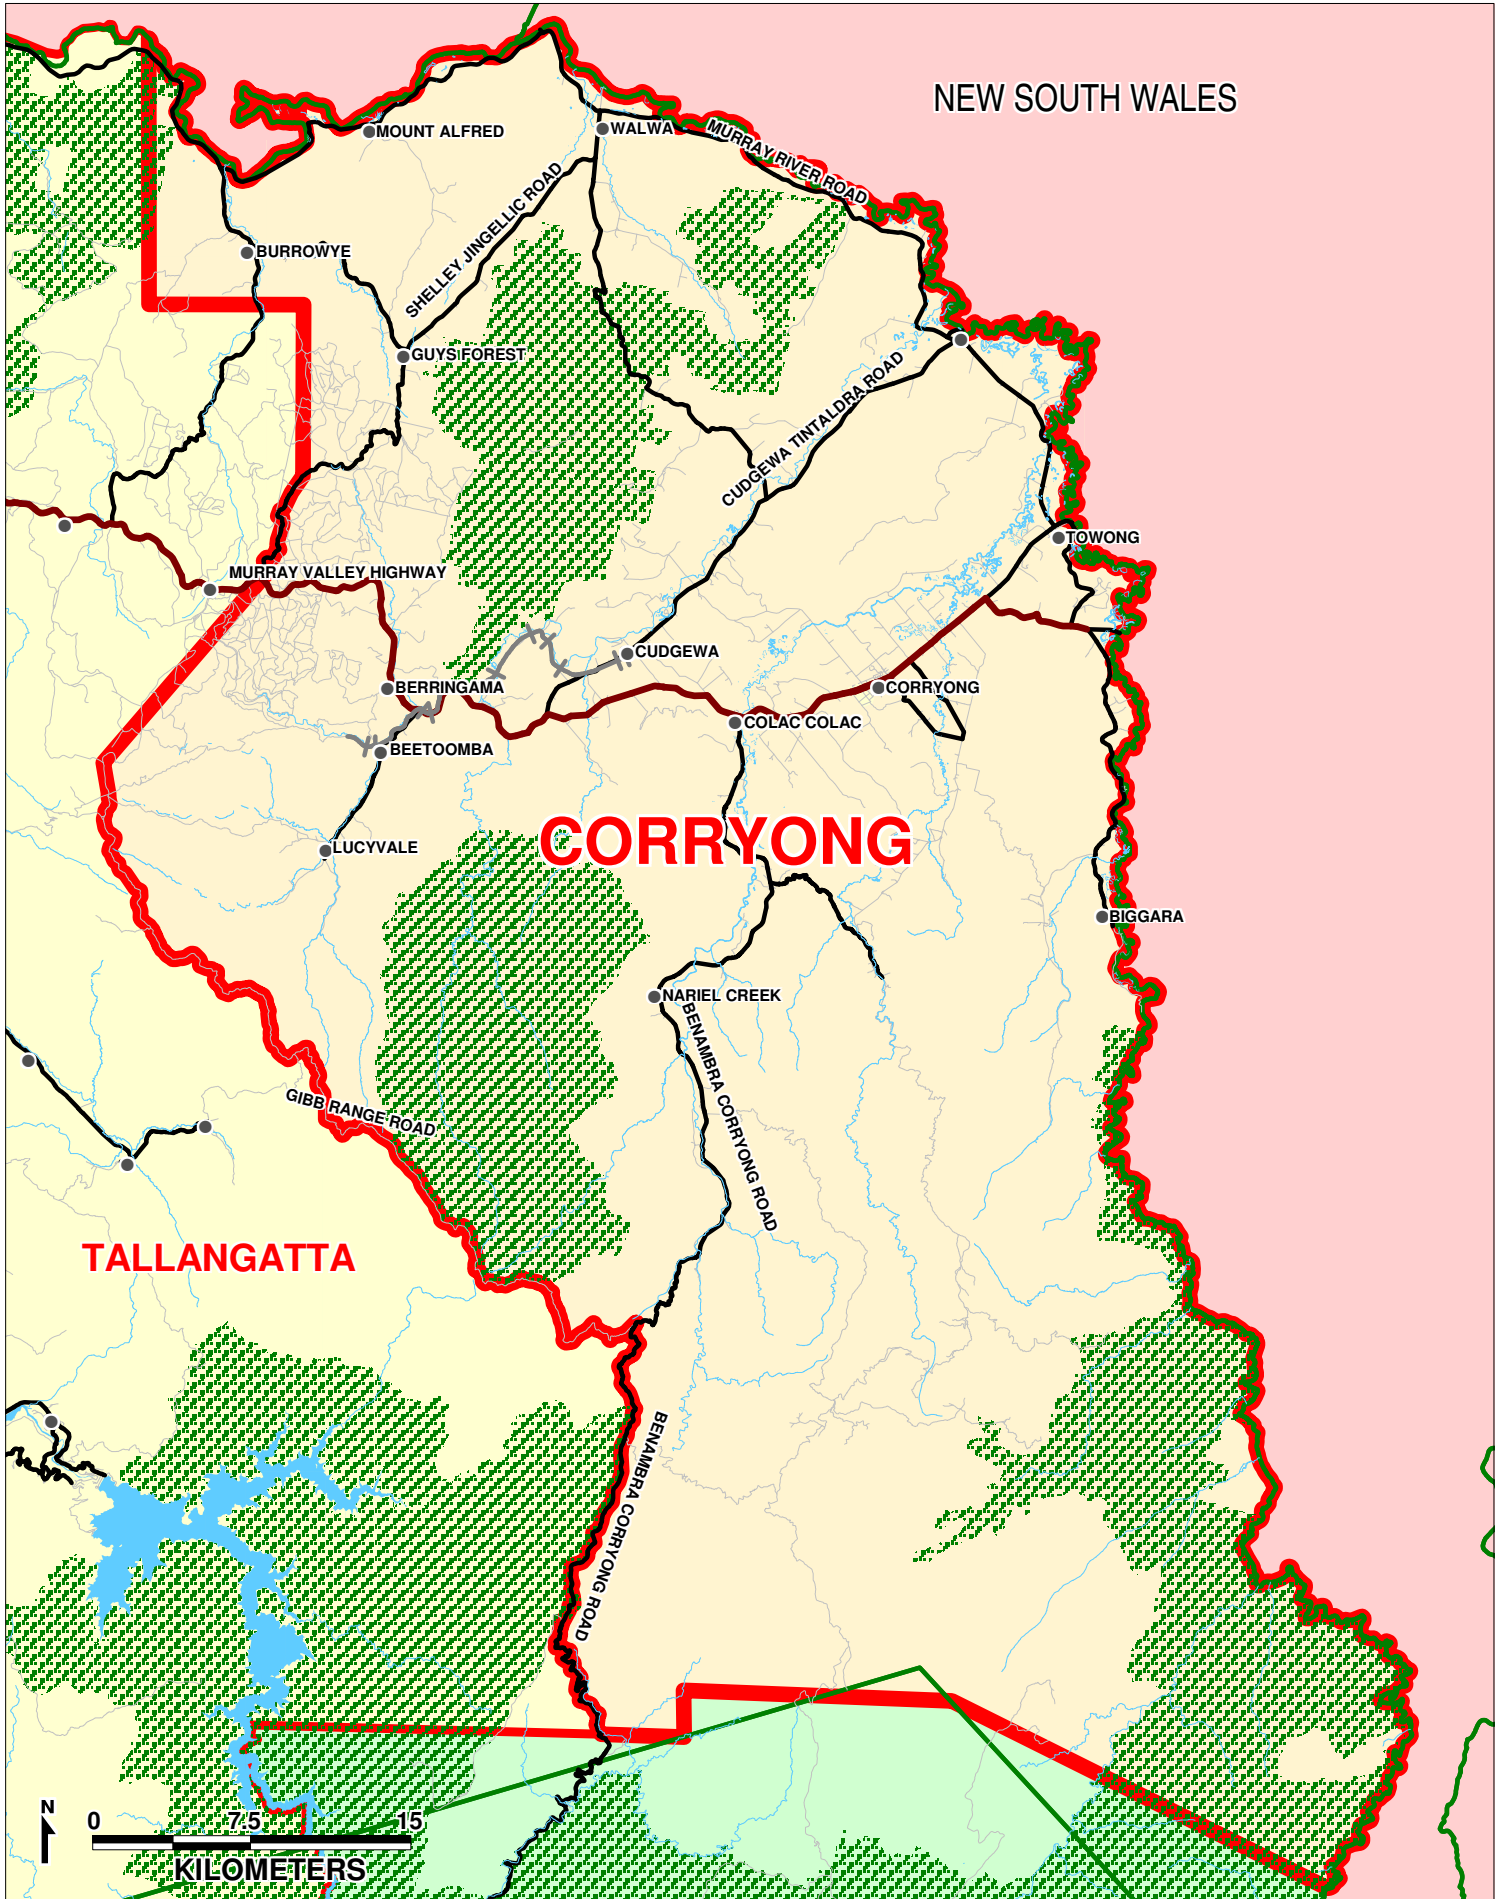 NEW SOUTH WALES
MOUNT ALFRED
WALWA
MURRAY RIVER ROAD
SHELLEY JINGELLIC ROAD
BURROWYE
GUYS FOREST
CUDGEWA TINTALDRA ROAD
TOWONG
MURRAY VALLEY HIGHWAY
CUDGEWA
BERRINGAMA
CORRYONG
COLAC COLAC
BEETOOMBA
CORRYONG
LUCYVALE
BIGGARA
NARIEL CREEK
BENAMBRA CORRYONG ROAD
GIBB RANGE ROAD
TALLANGATTA
BENAMBRA CORRYONG ROAD
N
0 7.5 15
KILOMETERS